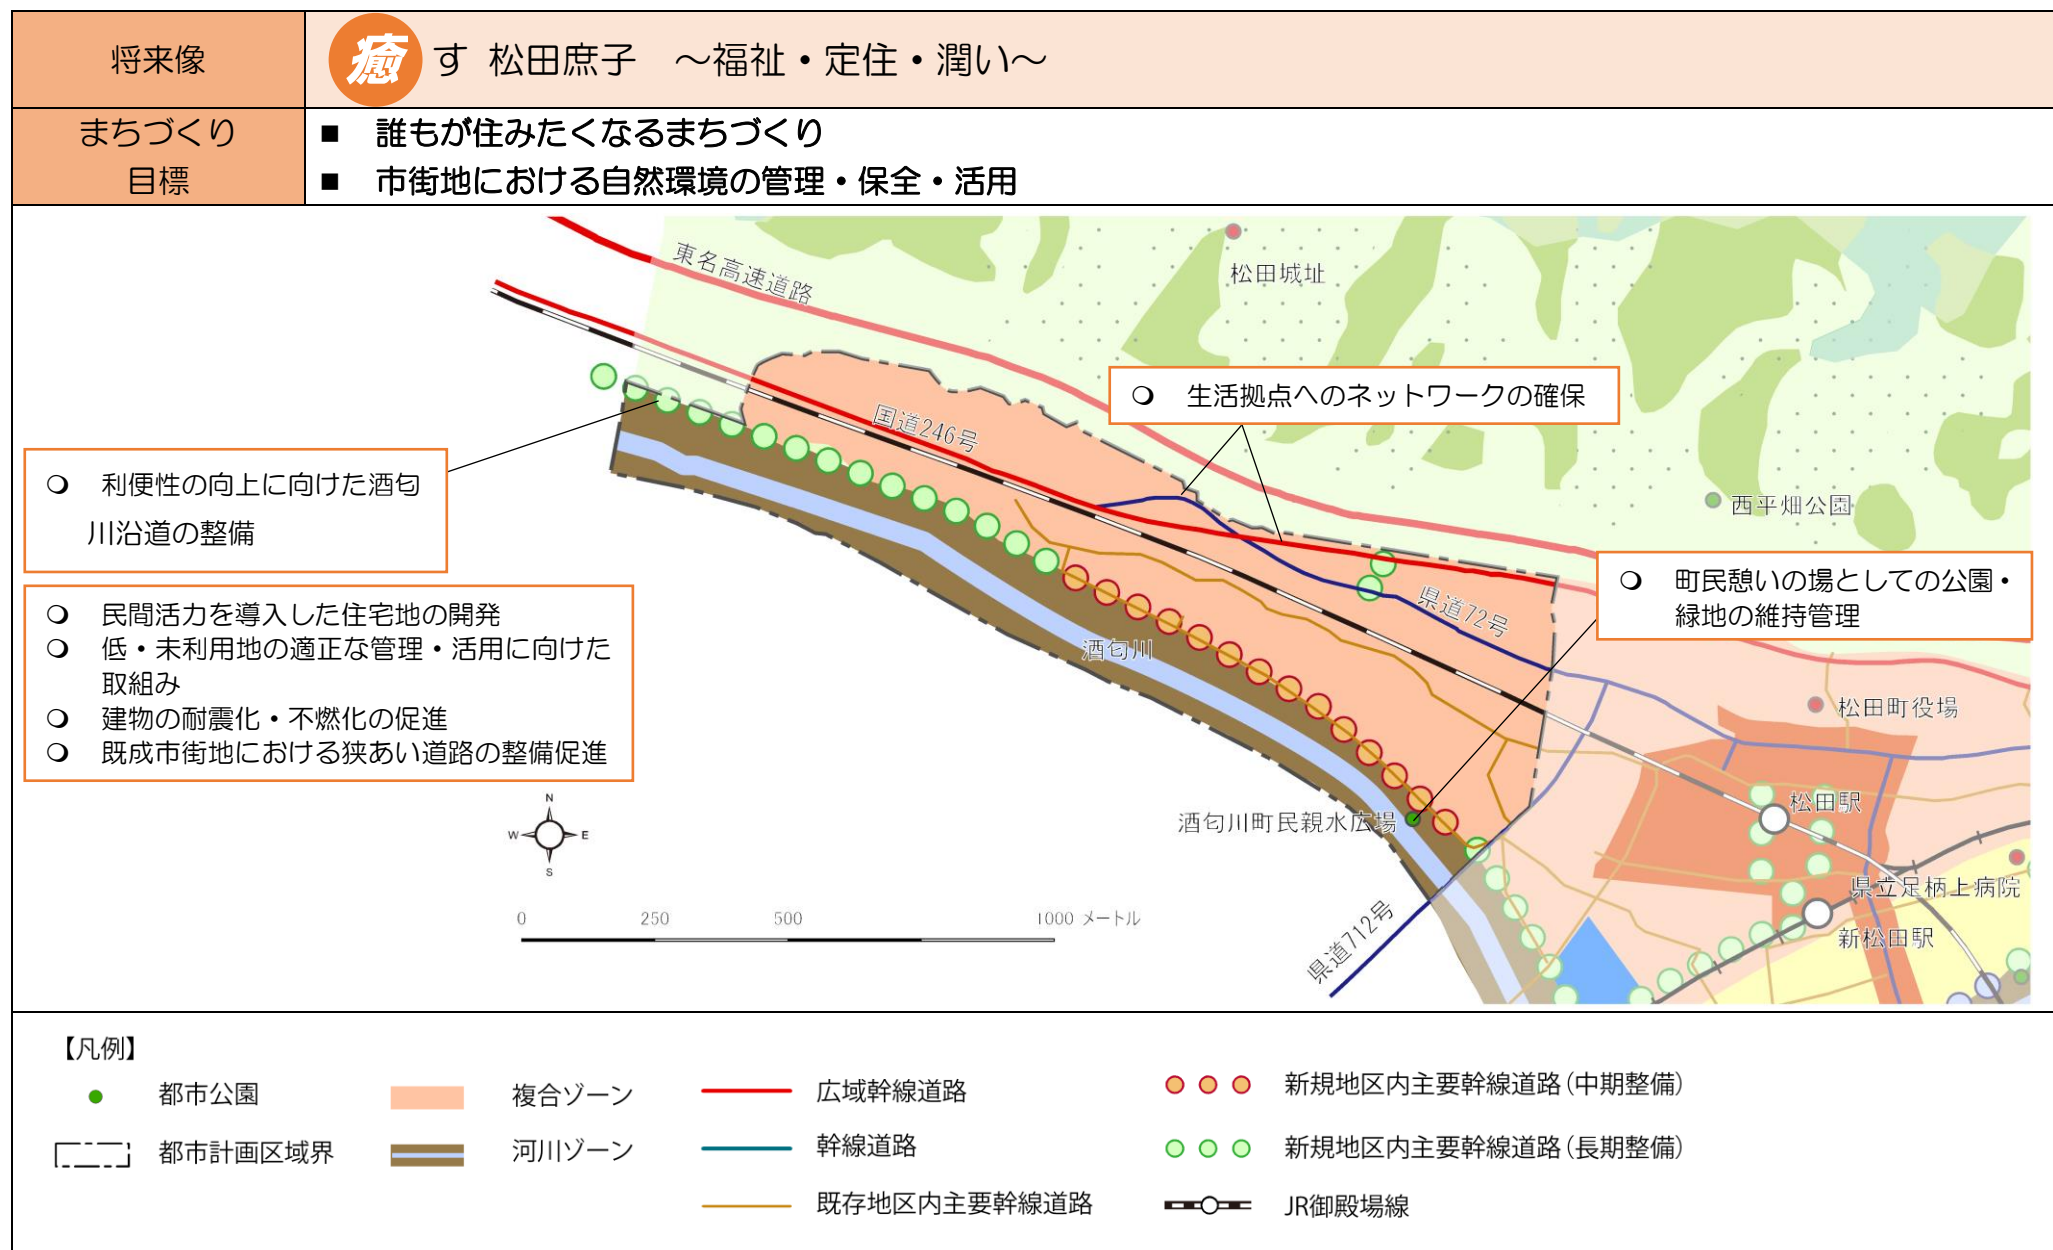 将来像
癒す 松田庶子　～福祉・定住・潤い～
まちづくり
目標
■ 誰もが住みたくなるまちづくり
■ 市街地における自然環境の管理・保全・活用
東名高速道路
松田城址
○ 生活拠点へのネットワークの確保
国道246号
○ 利便性の向上に向けた酒匂
川沿道の整備
西平畑公園
○ 町民憩いの場としての公園・
緑地の維持管理
県道72号
○ 民間活力を導入した住宅地の開発
○ 低・未利用地の適正な管理・活用に向けた
取組み
○ 建物の耐震化・不燃化の促進
○ 既成市街地における狭あい道路の整備促進
酒匂川
松田町役場
松田駅
酒匂川町民親水広場
N
W E
S
県立足柄上病院
新松田駅
県道712号
0 250 500 1000 メートル
【凡例】
都市公園
複合ゾーン
広域幹線道路
新規地区内主要幹線道路（中期整備）
都市計画区域界
河川ゾーン
幹線道路
新規地区内主要幹線道路（長期整備）
既存地区内主要幹線道路
JR御殿場線